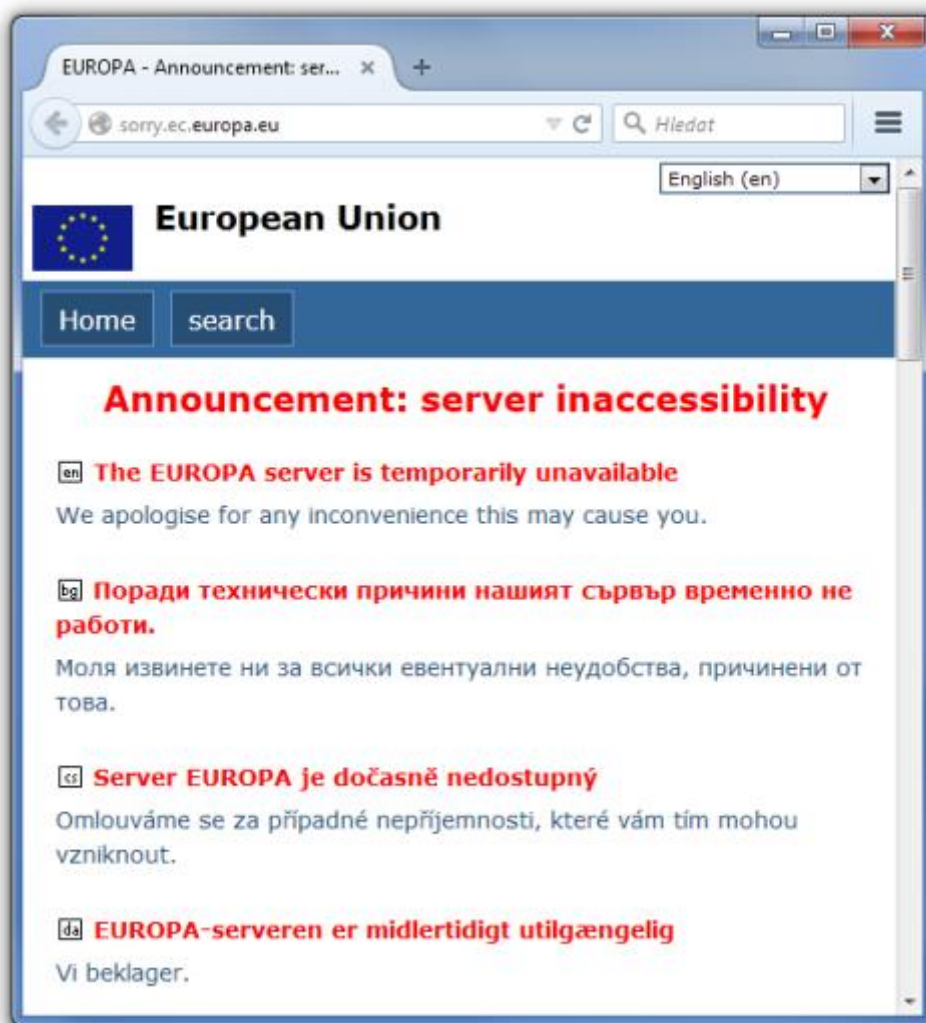 EUROPA - Announcement: ser...
sorry.ec.europa.eu
Hledat
English (en)
European Union
Home
search
Announcement: server inaccessibility
en The EUROPA server is temporarily unavailable
We apologise for any inconvenience this may cause you.
bg Поради технически причини нашият сървър временно не
работи.
Моля извинете ни за всички евентуални неудобства, причинени от
това.
cs Server EUROPA je dočasně nedostupný
Omlouváme se za případné nepříjemnosti, které vám tím mohou
vzniknout.
da EUROPA-serveren er midlertidigt utilgængelig
Vi beklager.